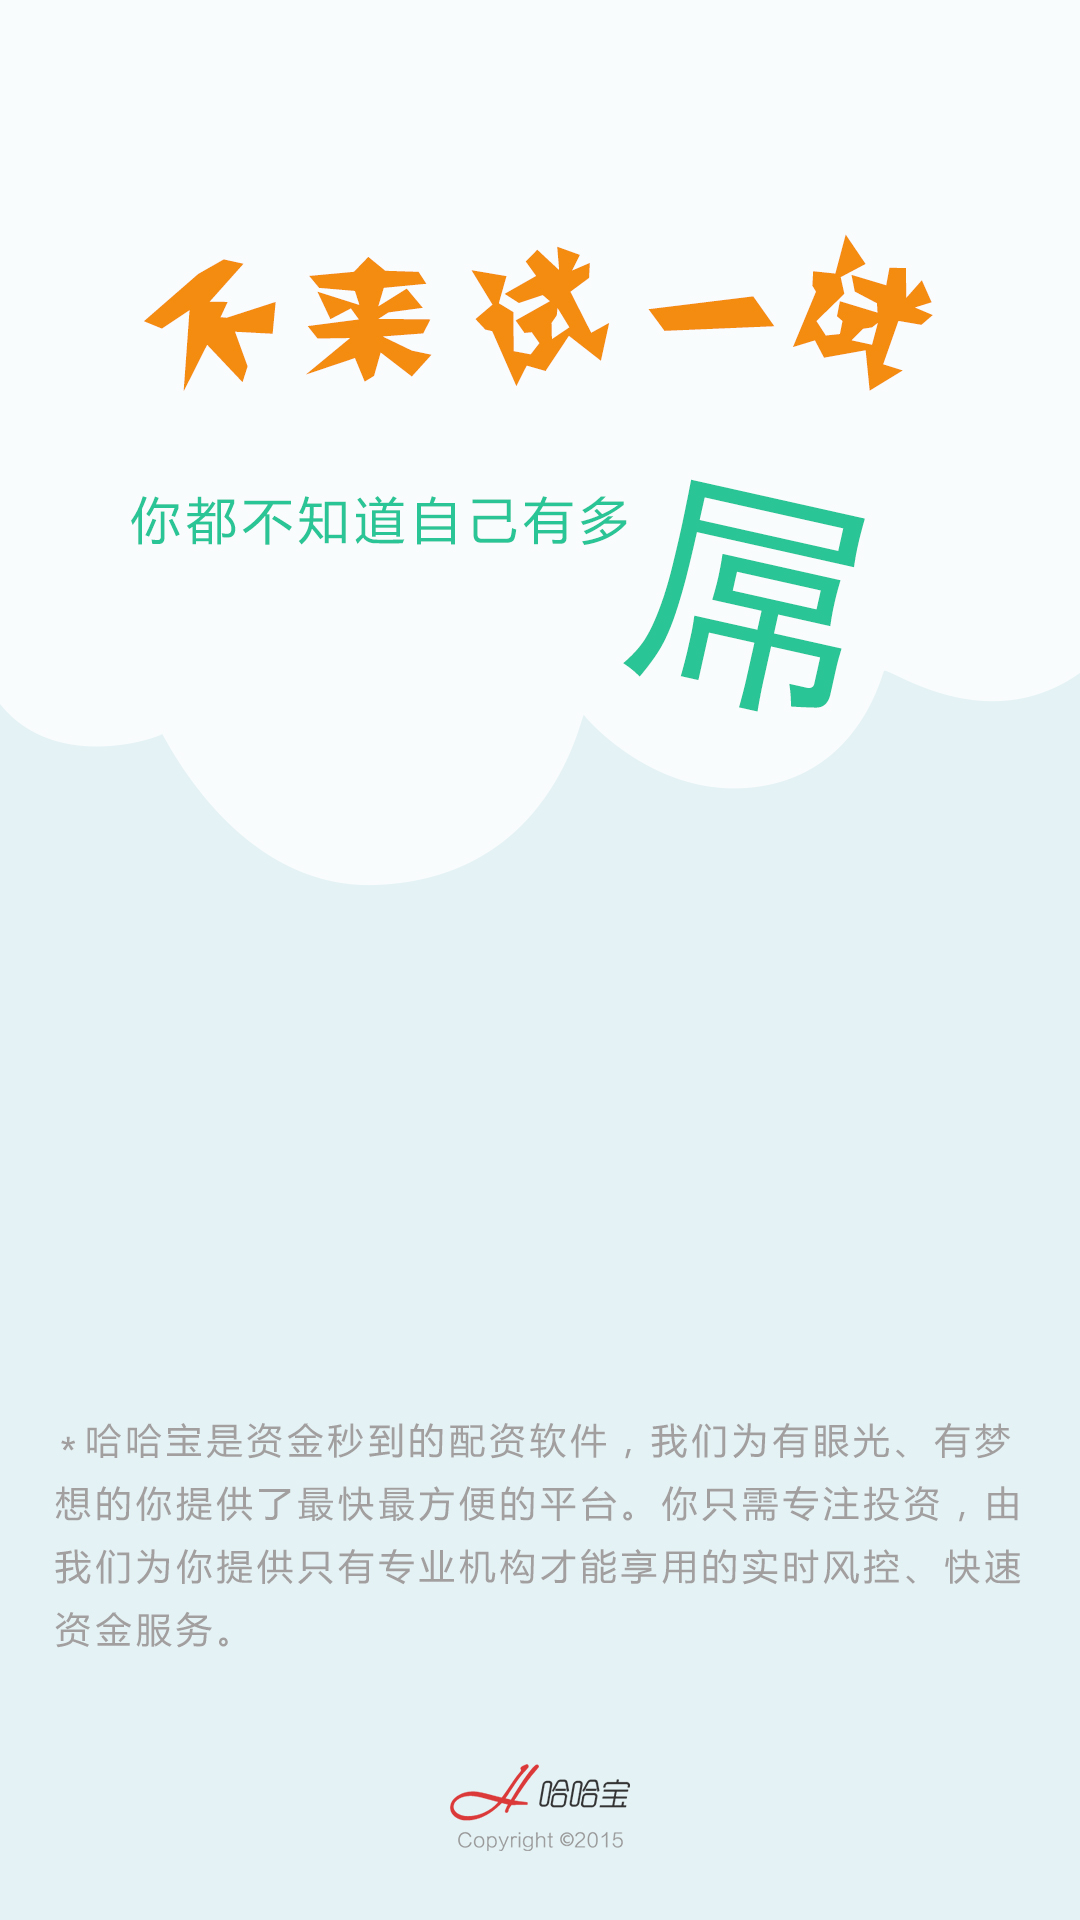 不来试一试
你都不知道自己有多
屌
*哈哈宝是资金秒到的配资软件，我们为有眼光、有梦
想的你提供了最快最方便的平台。你只需专注投资，由
我们为你提供只有专业机构才能享用的实时风控、快速
资金服务。
哈哈宝
Copyright ©2015